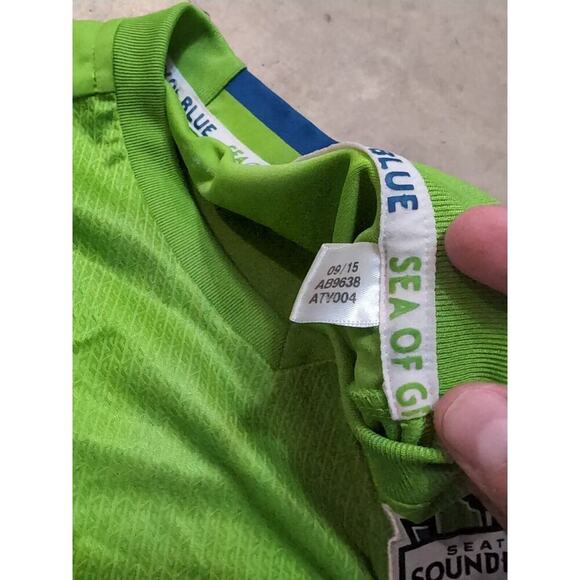 BLUE
SEA
BLUE
SEA OF G
09/15
AB9638
ATY004
SEAT
SOUND